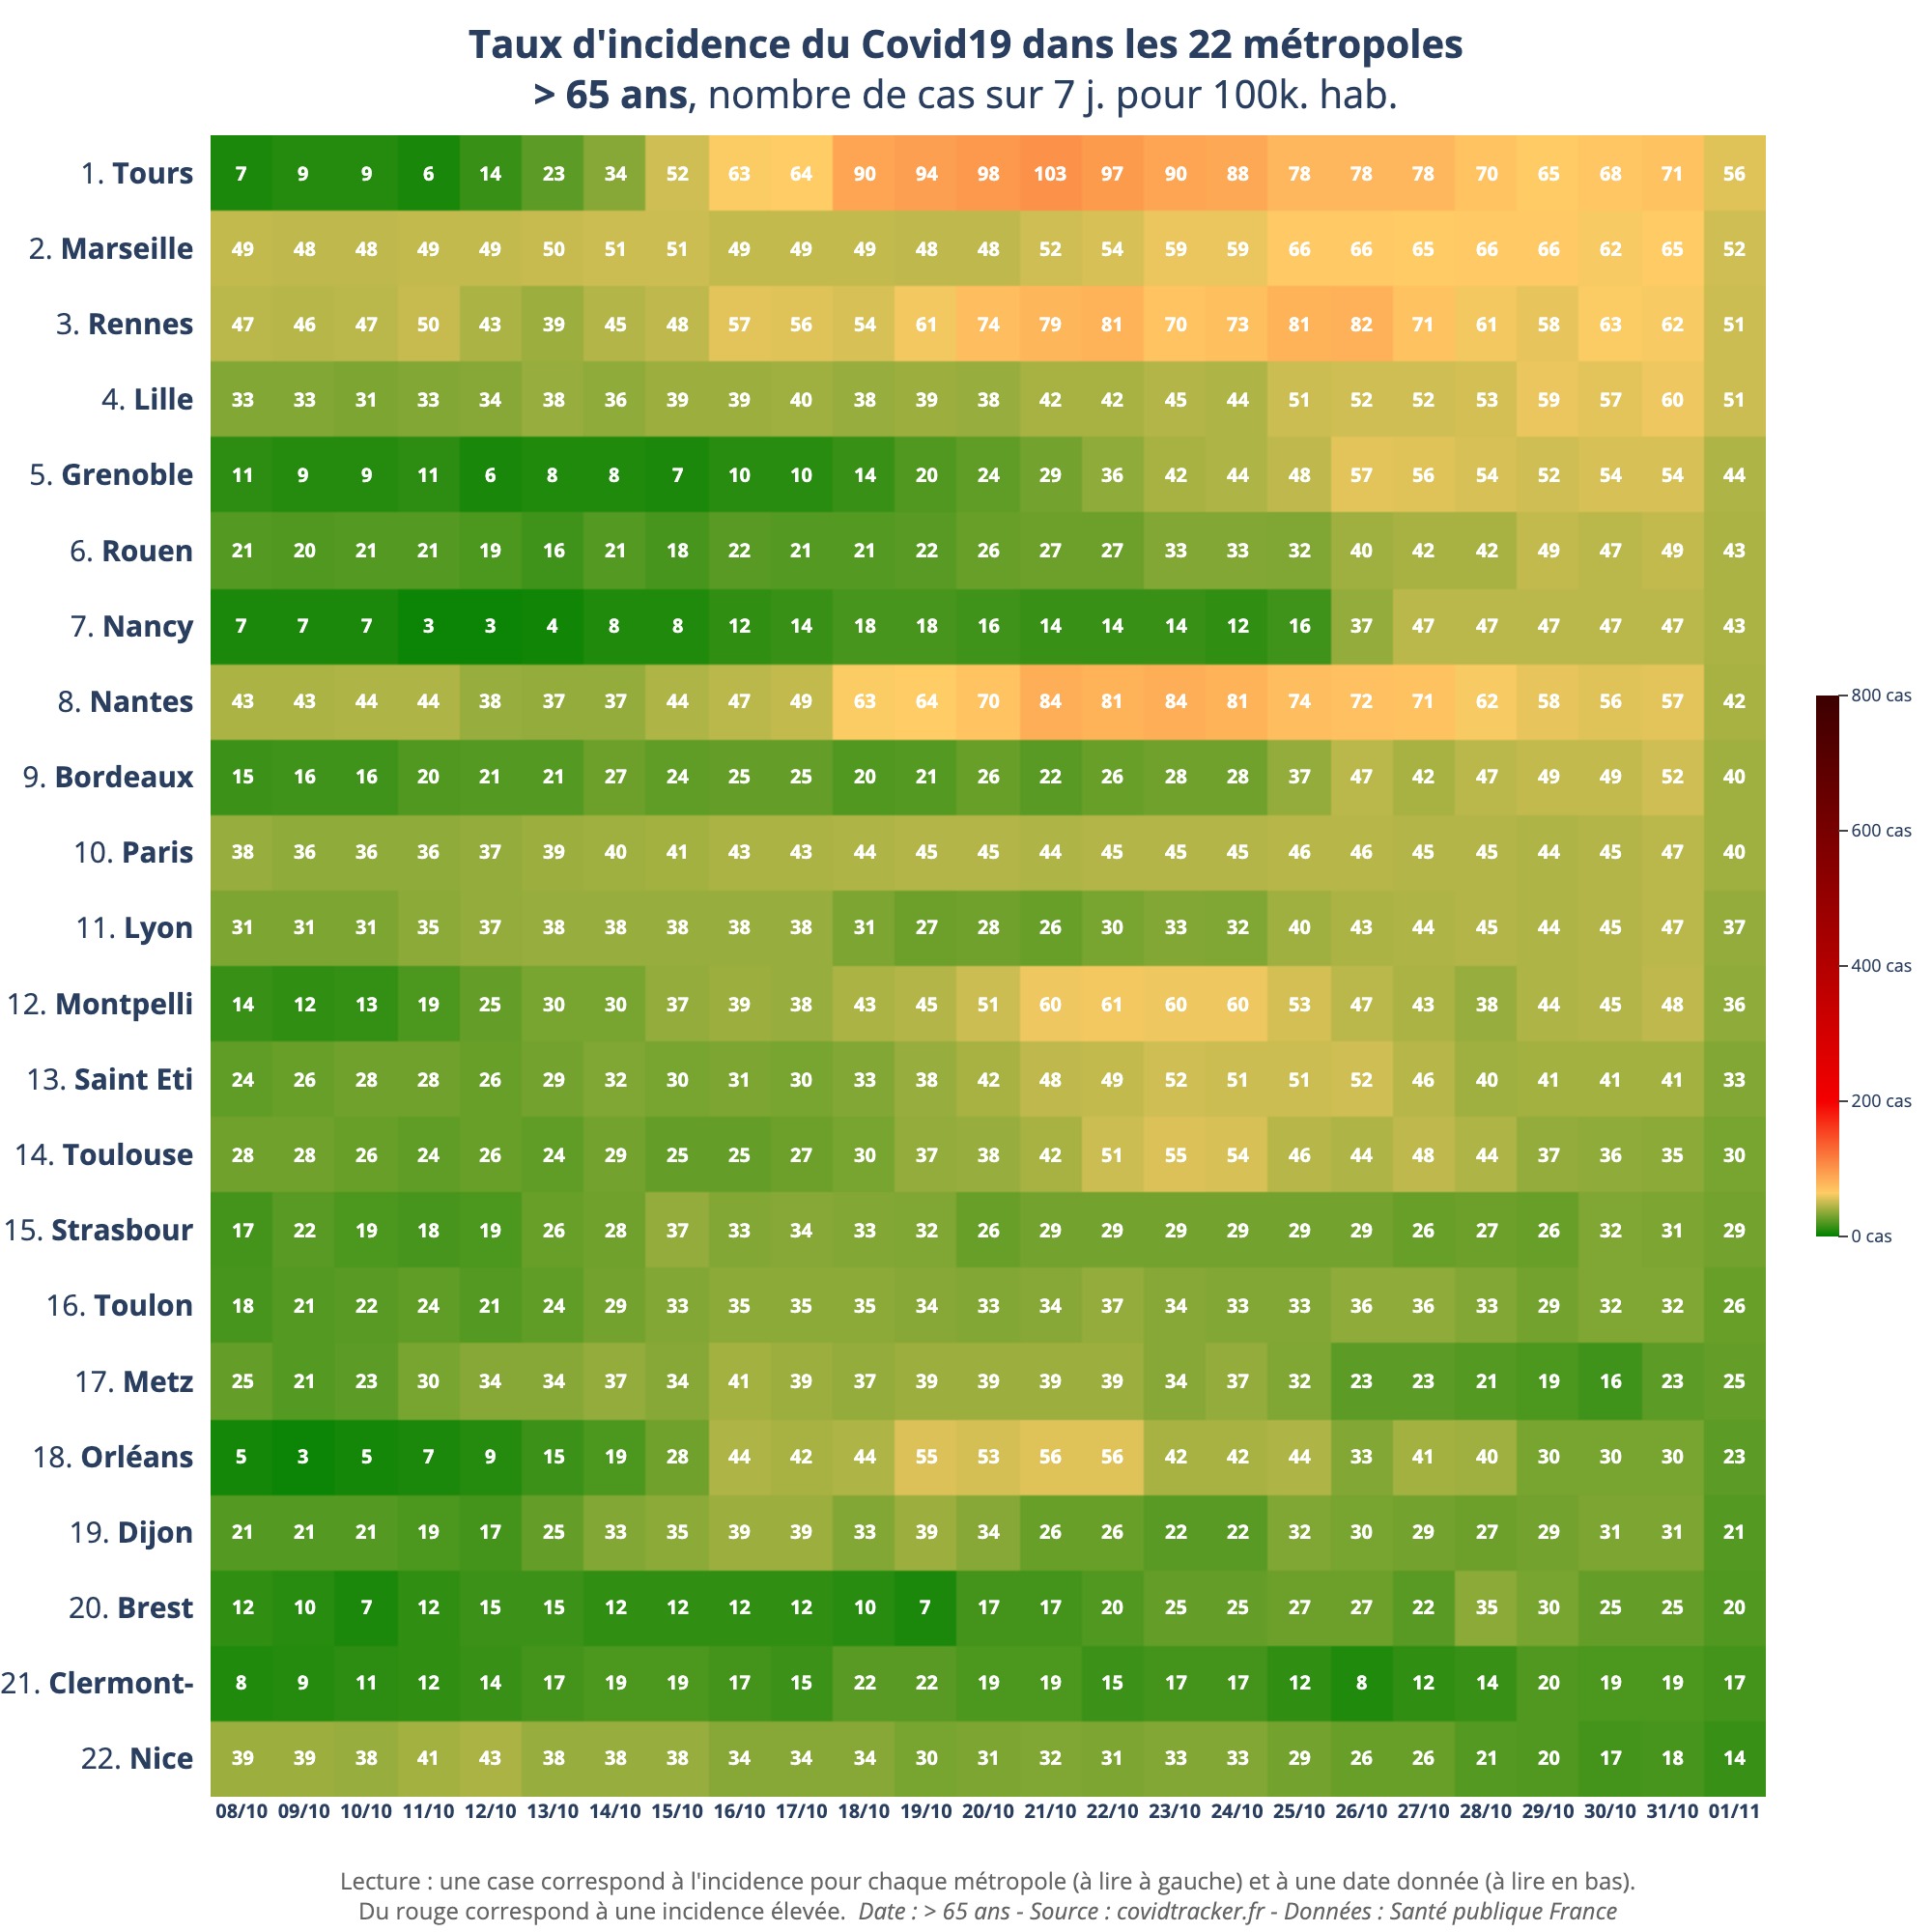 Taux d'incidence du Covid19 dans les 22 métropoles
> 65 ans, nombre de cas sur 7 j. pour 100k. hab.
1. Tours 7 9 9 6 14 23 34 52 63 64 90 94 98 103 97 90 88 78 78 78 70 65 68 71 56
2. Marseille 49 48 48 49 49 50 51 51 49 49 49 48 48 52 54 59 59 66 66 65 66 66 62 65 52
3. Rennes 47 46 47 50 43 39 45 48 57 56 54 61 74 79 81 70 73 81 82 71 61 58 63 62 51
4. Lille 33 33 31 33 34 38 36 39 39 40 38 39 38 42 42 45 44 51 52 52 53 59 57 60 51
5. Grenoble 11 9 9 11 6 8 8 7 10 10 14 20 24 29 36 42 44 48 57 56 54 52 54 54 44
6. Rouen 21 20 21 21 19 16 21 18 22 21 21 22 26 27 27 33 33 32 40 42 42 49 47 49 43
7. Nancy 7 7 7 3 3 4 8 8 12 14 18 18 16 14 14 14 12 16 37 47 47 47 47 47 43
8. Nantes 43 43 44 44 38 37 37 44 47 49 63 64 70 84 81 84 81 74 72 71 62 58 56 57 42
9. Bordeaux 15 16 16 20 21 21 27 24 25 25 20 21 26 22 26 28 28 37 47 42 47 49 49 52 40
10. Paris 38 36 36 36 37 39 40 41 43 43 44 45 45 44 45 45 45 46 46 45 45 44 45 47 40
11. Lyon 31 31 31 35 37 38 38 38 38 38 31 27 28 26 30 33 32 40 43 44 45 44 45 47 37
12. Montpelli 14 12 13 19 25 30 30 37 39 38 43 45 51 60 61 60 60 53 47 43 38 44 45 48 36
13. Saint Eti 24 26 28 28 26 29 32 30 31 30 33 38 42 48 49 52 51 51 52 46 40 41 41 41 33
14. Toulouse 28 28 26 24 26 24 29 25 25 27 30 37 38 42 51 55 54 46 44 48 44 37 36 35 30
15. Strasbour 17 22 19 18 19 26 28 37 33 34 33 32 26 29 29 29 29 29 29 26 27 26 32 31 29
16. Toulon 18 21 22 24 21 24 29 33 35 35 35 34 33 34 37 34 33 33 36 36 33 29 32 32 26
17. Metz 25 21 23 30 34 34 37 34 41 39 37 39 39 39 39 34 37 32 23 23 21 19 16 23 25
18. Orléans 5 3 5 7 9 15 19 28 44 42 44 55 53 56 56 42 42 44 33 41 40 30 30 30 23
19. Dijon 21 21 21 19 17 25 33 35 39 39 33 39 34 26 26 22 22 32 30 29 27 29 31 31 21
20. Brest 12 10 7 12 15 15 12 12 12 12 10 7 17 17 20 25 25 27 27 22 35 30 25 25 20
21. Clermont- 8 9 11 12 14 17 19 19 17 15 22 22 19 19 15 17 17 12 8 12 14 20 19 19 17
22. Nice 39 39 38 41 43 38 38 38 34 34 34 30 31 32 31 33 33 29 26 26 21 20 17 18 14
08/10 09/10 10/10 11/10 12/10 13/10 14/10 15/10 16/10 17/10 18/10 19/10 20/10 21/10 22/10 23/10 24/10 25/10 26/10 27/10 28/10 29/10 30/10 31/10 01/11
800 cas
600 cas
400 cas
200 cas
0 cas
Lecture : une case correspond à l'incidence pour chaque métropole (à lire à gauche) et à une date donnée (à lire en bas).
Du rouge correspond à une incidence élevée. Date : > 65 ans - Source : covidtracker.fr - Données : Santé publique France